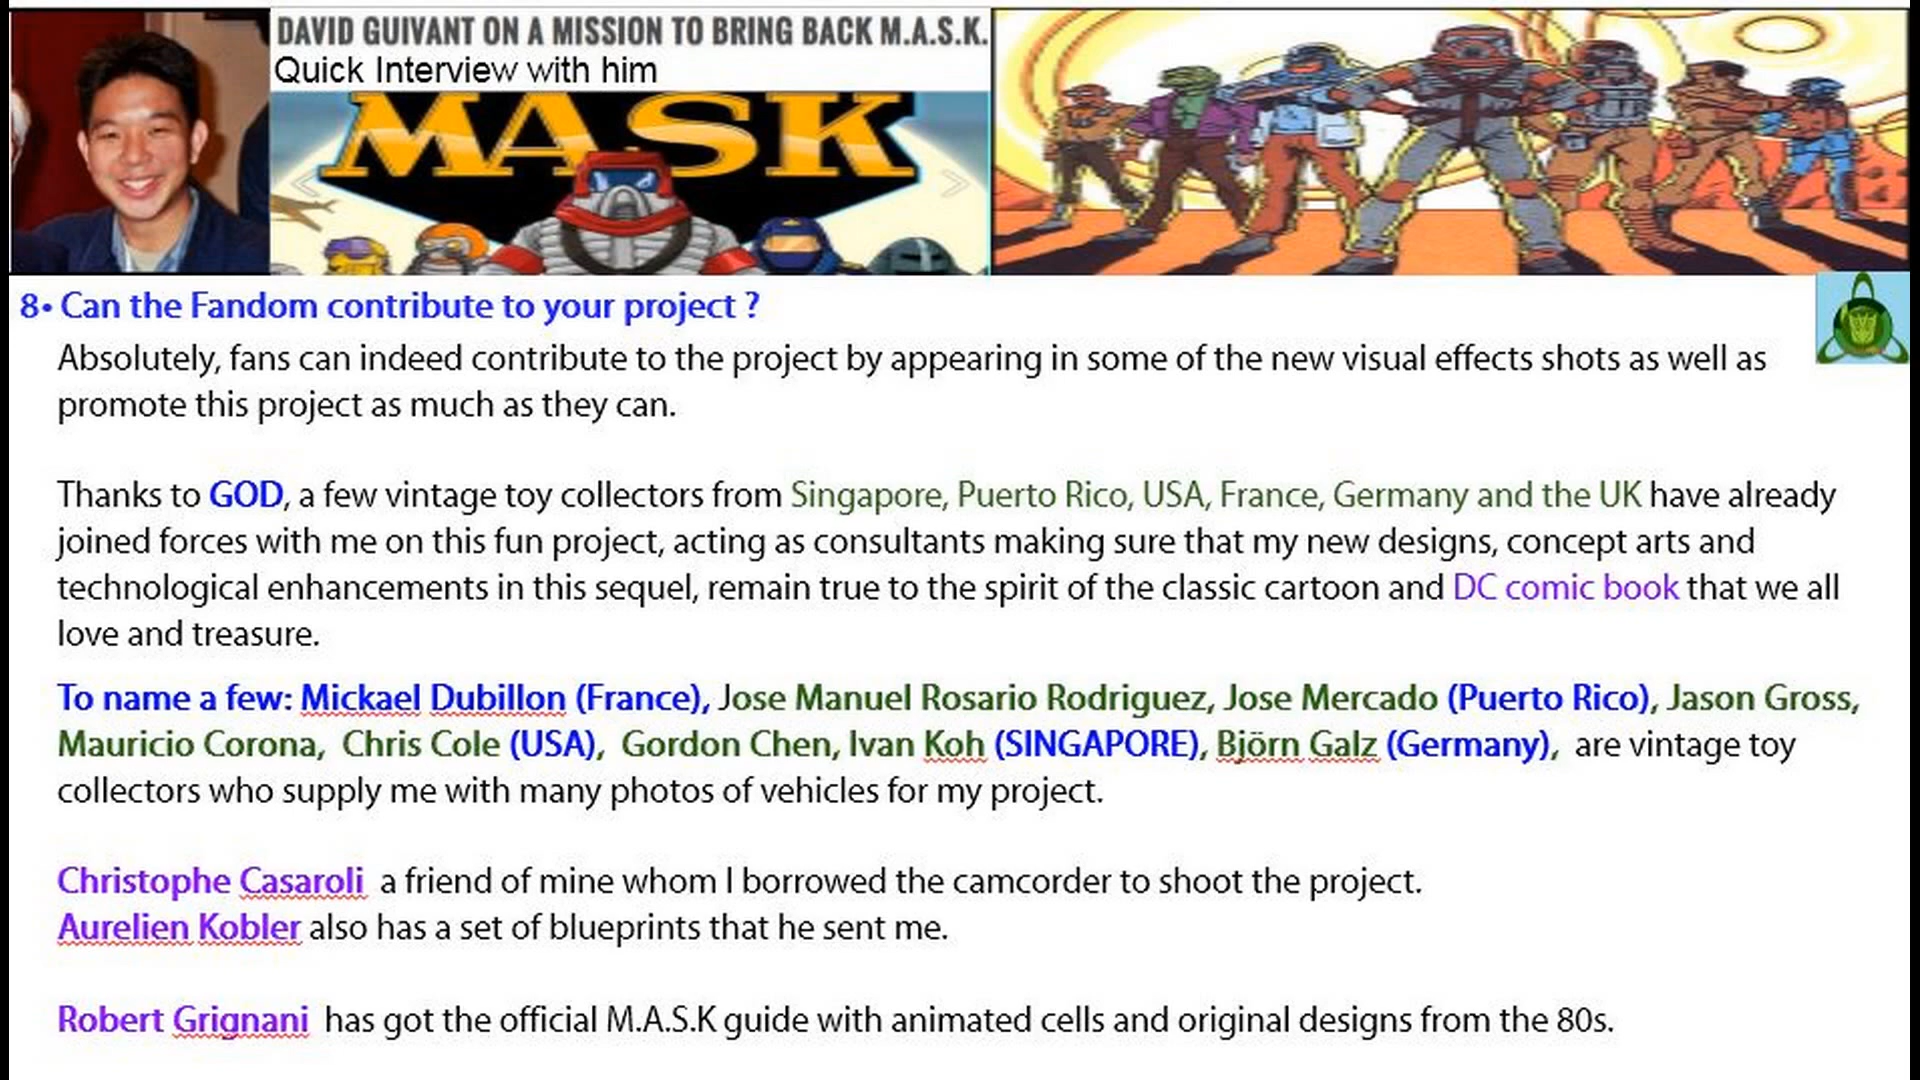 DAVID GUIVANT ON A MISSION TO BRING BACK M.A.S.K.
Quick Interview with him
MASK
8• Can the Fandom contribute to your project ?
Absolutely, fans can indeed contribute to the project by appearing in some of the new visual effects shots as well as
promote this project as much as they can.
Thanks to GOD, a few vintage toy collectors from Singapore, Puerto Rico, USA, France, Germany and the UK have already
joined forces with me on this fun project, acting as consultants making sure that my new designs, concept arts and
technological enhancements in this sequel, remain true to the spirit of the classic cartoon and DC comic book that we all
love and treasure.
To name a few: Mickael Dubillon (France), Jose Manuel Rosario Rodriguez, Jose Mercado (Puerto Rico), Jason Gross,
Mauricio Corona, Chris Cole (USA), Gordon Chen, Ivan Koh (SINGAPORE), Björn Galz (Germany), are vintage toy
collectors who supply me with many photos of vehicles for my project.
Christophe Casaroli a friend of mine whom I borrowed the camcorder to shoot the project.
Aurelien Kobler also has a set of blueprints that he sent me.
Robert Grignani has got the official M.A.S.K guide with animated cells and original designs from the 80s.